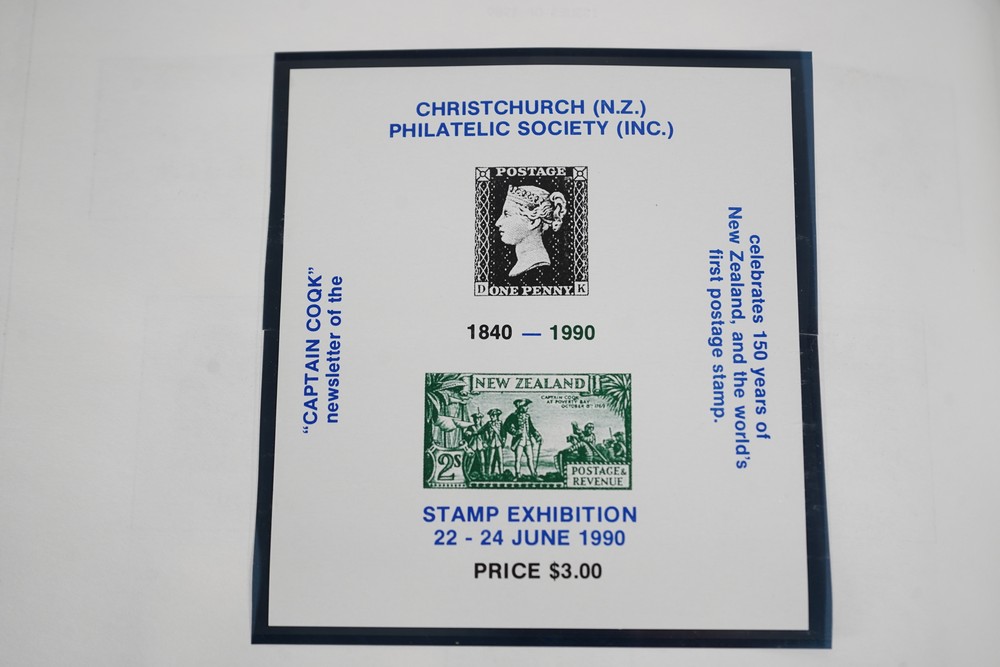 CHRISTCHURCH (N.Z.)
PHILATELIC SOCIETY (INC.)
POSTAGE
D ONE PENNY. K
1840 — 1990
"CAPTAIN COQK"
newsletter of the
celebrates 150 years of
New Zealand, and the world's
first postage stamp.
NEW ZEALAND
CAPTAIN COQK
AT POVERTY BAY
OCTOBER 8TH 1769
2s
POSTAGE &
REVENUE
STAMP EXHIBITION
22 - 24 JUNE 1990
PRICE $3.00